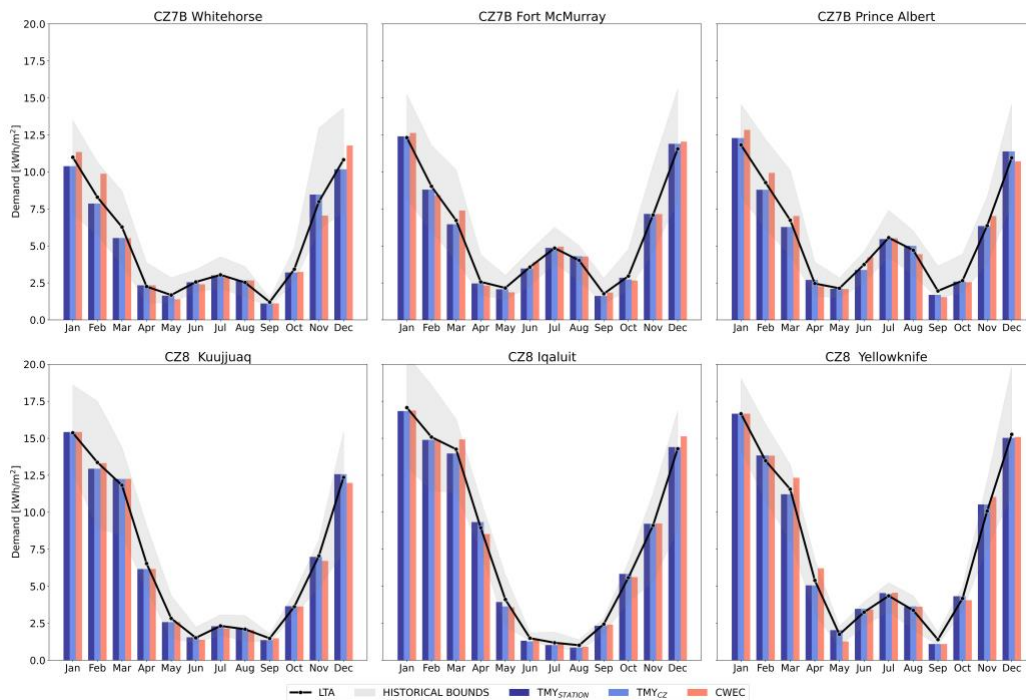 CZ7B Whitehorse
CZ7B Fort McMurray
CZ7B Prince Albert
20.0
17.5
15.0
12.5
10.0
7.5
5.0
2.5
0.0
Demand [kWh/m²]
Jan Feb Mar Apr May Jun Jul Aug Sep Oct Nov Dec
Jan Feb Mar Apr May Jun Jul Aug Sep Oct Nov Dec
Jan Feb Mar Apr May Jun Jul Aug Sep Oct Nov Dec
CZ8 Kuujjuaq
CZ8 Iqaluit
CZ8 Yellowknife
20.0
17.5
15.0
12.5
10.0
7.5
5.0
2.5
0.0
Demand [kWh/m²]
Jan Feb Mar Apr May Jun Jul Aug Sep Oct Nov Dec
Jan Feb Mar Apr May Jun Jul Aug Sep Oct Nov Dec
Jan Feb Mar Apr May Jun Jul Aug Sep Oct Nov Dec
LTA HISTORICAL BOUNDS TMY STATION TMY CZ CWEC